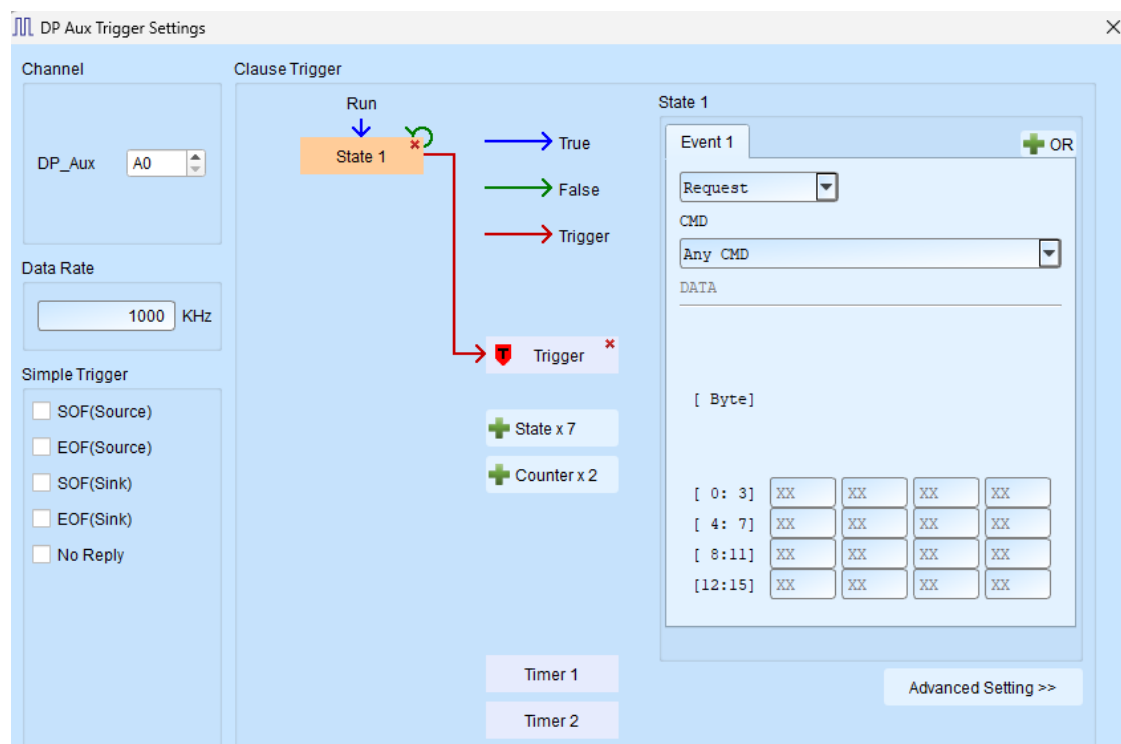 DP Aux Trigger Settings
Channel
DP_Aux
A0
Data Rate
1000 KHz
Simple Trigger
SOF(Source)
EOF(Source)
SOF(Sink)
EOF(Sink)
No Reply
Clause Trigger
Run
State 1
True
False
Trigger
T Trigger
State x 7
Counter x 2
Timer 1
Timer 2
State 1
Event 1
OR
Request
CMD
Any CMD
DATA
[ Byte]
[ 0: 3] XX XX XX XX
[ 4: 7] XX XX XX XX
[ 8:11] XX XX XX XX
[12:15] XX XX XX XX
Advanced Setting >>